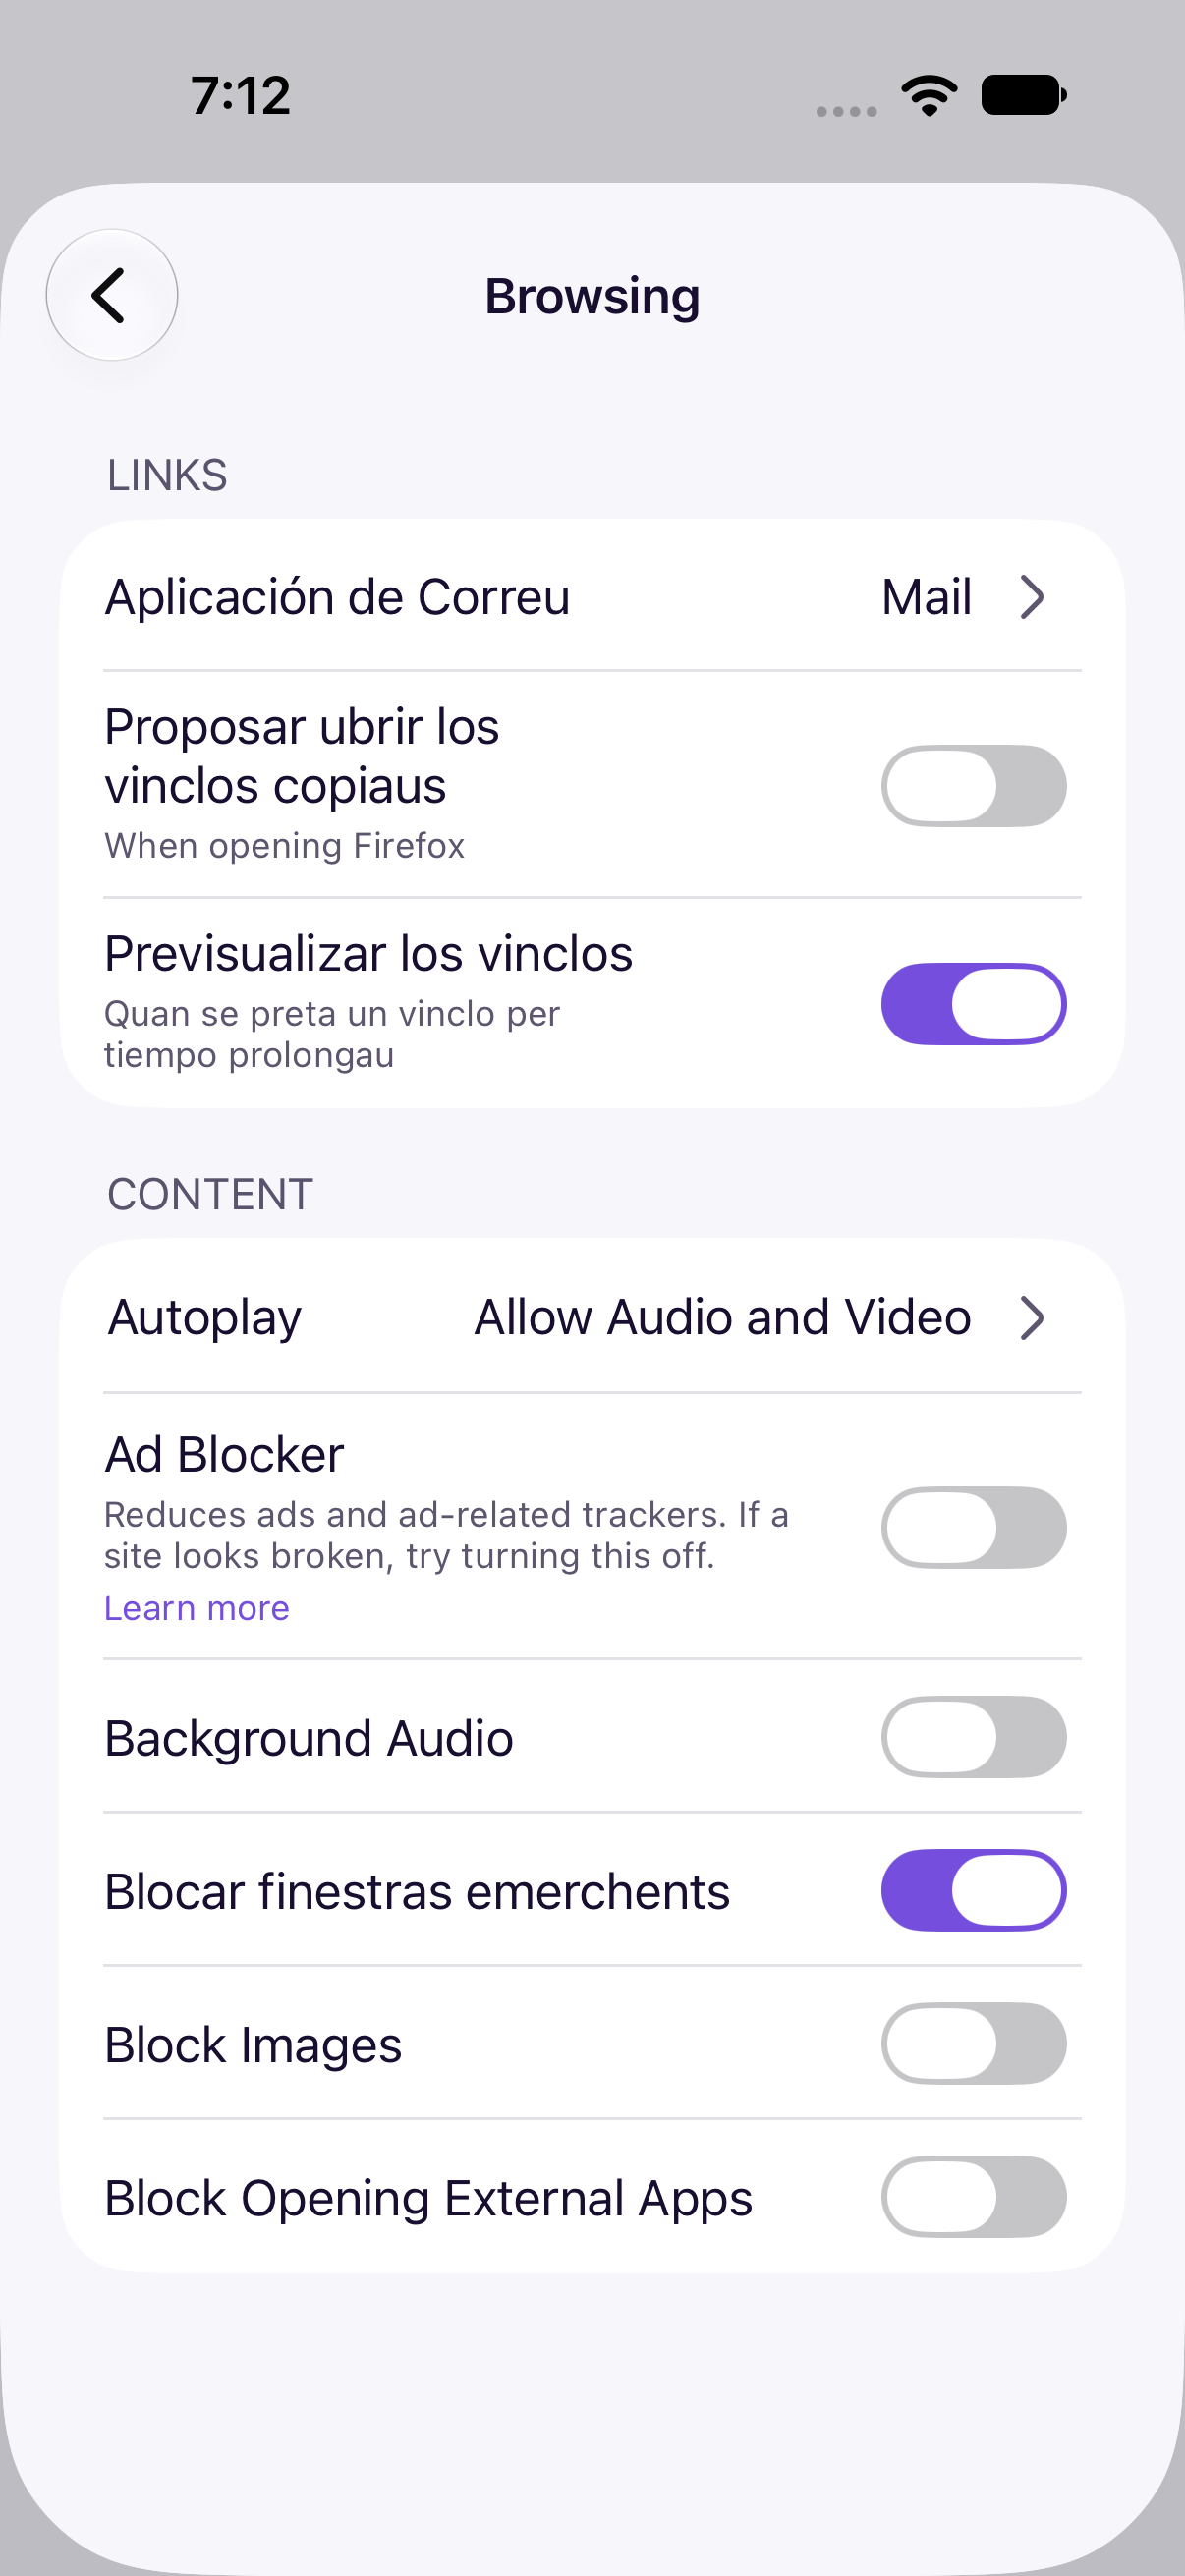 7:12
Browsing
LINKS
Aplicación de Correu
Mail
Proposar ubrir los
vinclos copiaus
When opening Firefox
Previsualizar los vinclos
Quan se preta un vinclo per
tiempo prolongau
CONTENT
Autoplay
Allow Audio and Video
Ad Blocker
Reduces ads and ad-related trackers. If a
site looks broken, try turning this off.
Learn more
Background Audio
Blocar finestras emerchents
Block Images
Block Opening External Apps